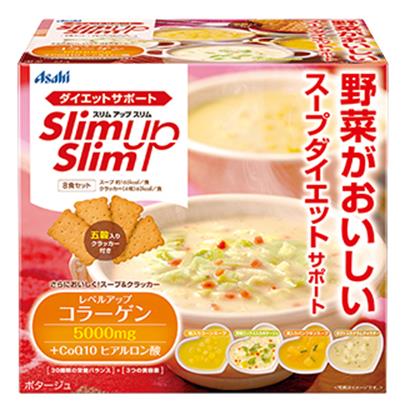 Asahi
ダイエットサポート
スリム アップ スリム
Slim up
Slim
8食セット
野菜がおいしい
スープダイエットサポート
五穀入り
クラッカー
付き
さらにおいしく!スープ&クラッカー
レベルアップ
コラーゲン
5000mg
+CoQ10 ヒアルロン酸
ポタージュ